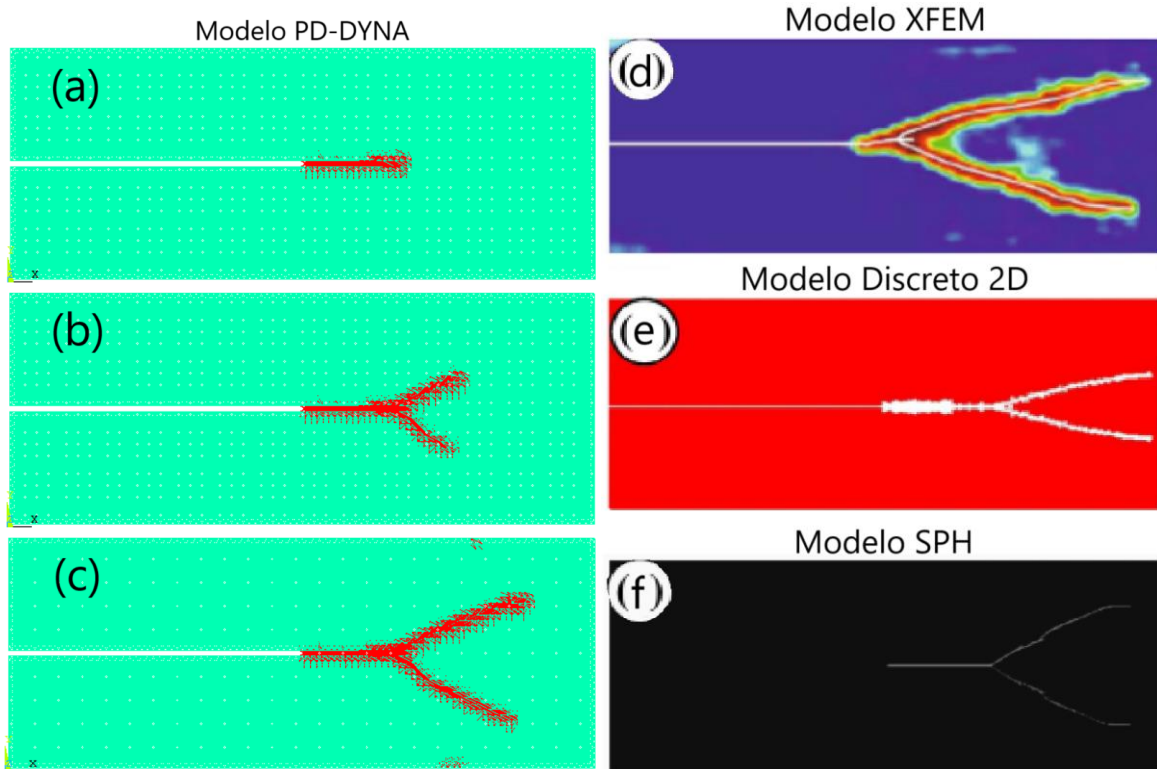 Modelo PD-DYNA
(a)
x
(b)
x
(c)
x
Modelo XFEM
(d)
Modelo Discreto 2D
(e)
Modelo SPH
(f)